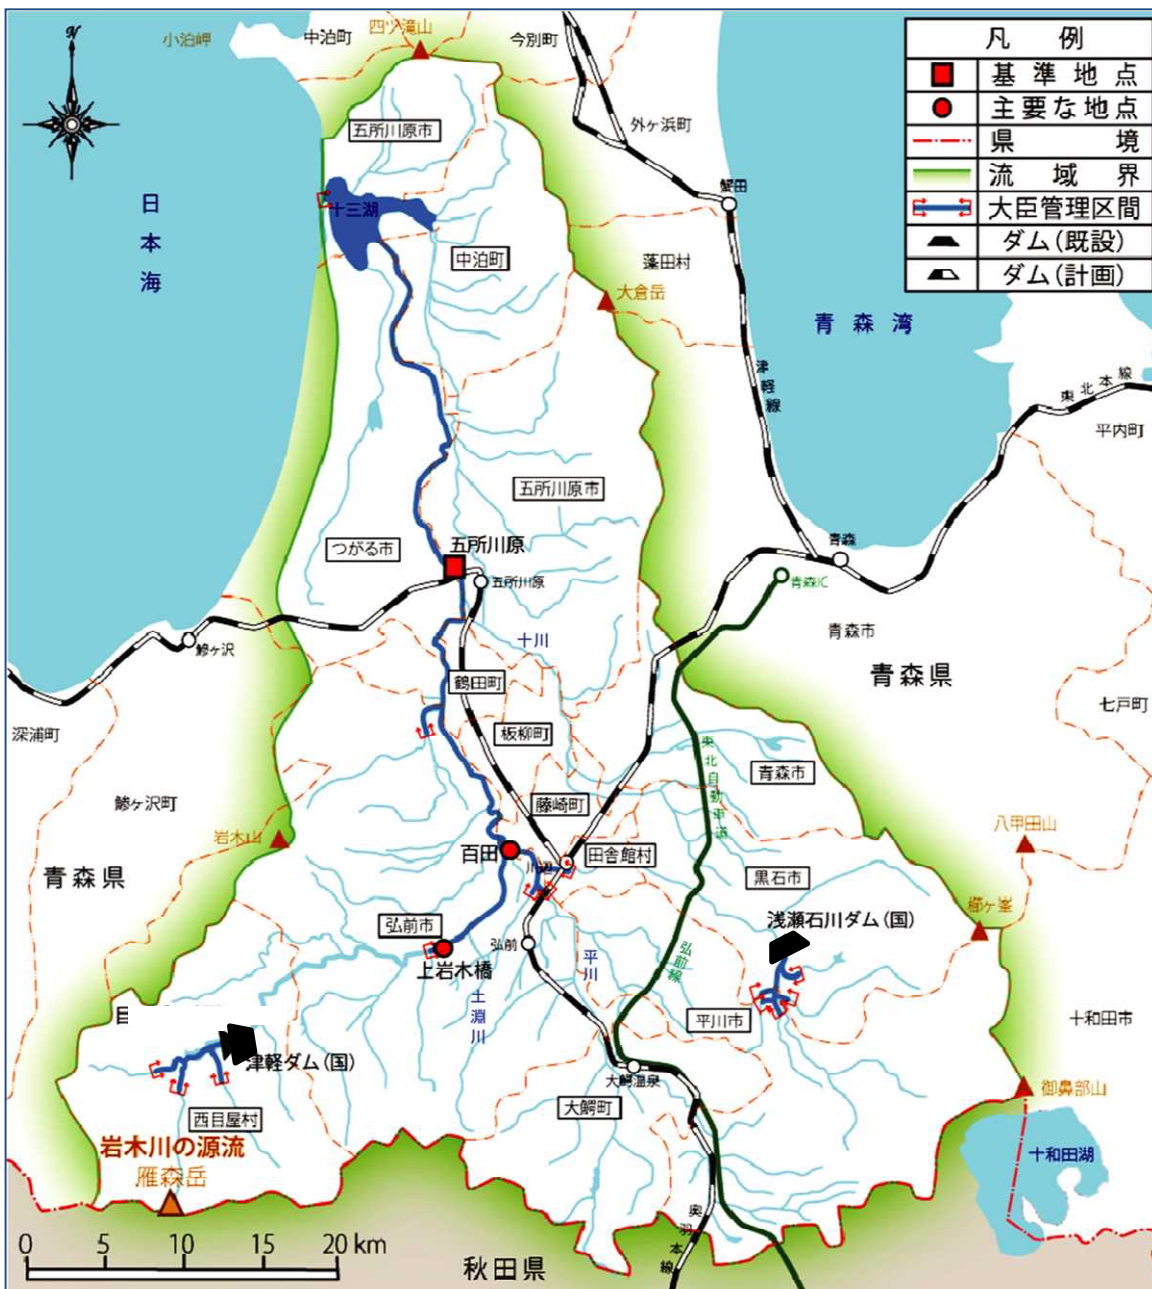 N
小泊岬
中泊町
四ツ滝山
今別町
凡 例
基準地点
主要な地点
県 境
流域界
大臣管理区間
ダム(既設)
ダム(計画)
五所川原市
外ヶ浜町
蟹田
日本海
十三湖
中泊町
蓬田村
大倉岳
青森湾
津軽線
東北本線
平内町
五所川原市
つがる市
五所川原
五所川原
青森
青森IC
鰺ヶ沢
十川
青森市
青森県
鶴田町
七戸町
深浦町
板柳町
東北自動車道
青森市
鰺ヶ沢町
藤崎町
岩木山
八甲田山
百田
川部
田舎館村
青森県
黒石市
弘前市
浅瀬石川ダム(国)
櫛ヶ峯
弘前
平川
弘前線
上岩木橋
土淵川
平川市
十和田市
津軽ダム(国)
大鰐温泉
御鼻部山
西目屋村
大鰐町
岩木川の源流
雁森岳
十和田湖
奥羽本線
0 5 10 15 20 km
秋田県